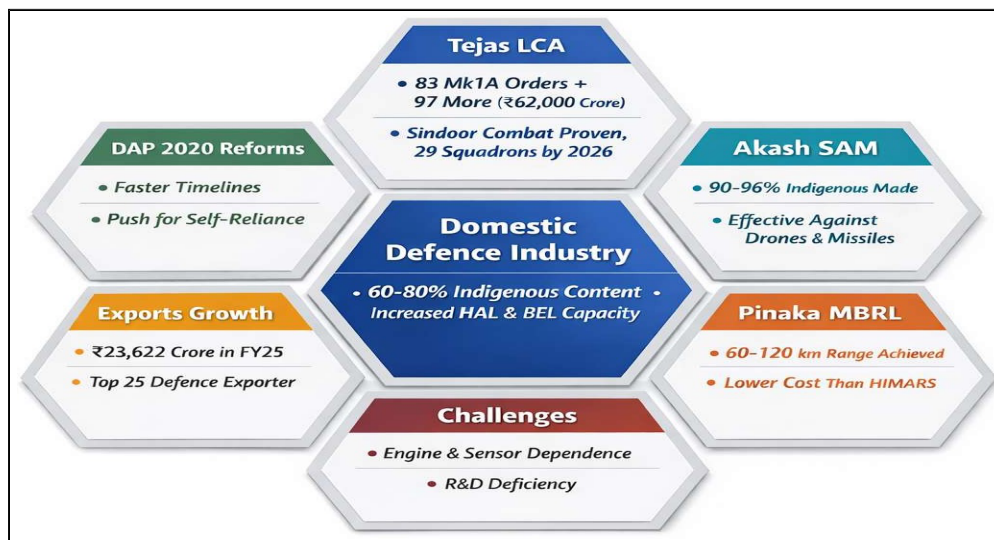 Tejas LCA
• 83 Mk1A Orders +
97 More (₹62,000 Crore)
• Sindoor Combat Proven,
29 Squadrons by 2026
DAP 2020 Reforms
• Faster Timelines
• Push for Self-Reliance
Akash SAM
• 90-96% Indigenous Made
• Effective Against
Drones & Missiles
Domestic
Defence Industry
• 60-80% Indigenous Content •
Increased HAL & BEL Capacity
Exports Growth
• ₹23,622 Crore in FY25
• Top 25 Defence Exporter
Pinaka MBRL
• 60-120 km Range Achieved
• Lower Cost Than HIMARS
Challenges
• Engine & Sensor Dependence
• R&D Deficiency